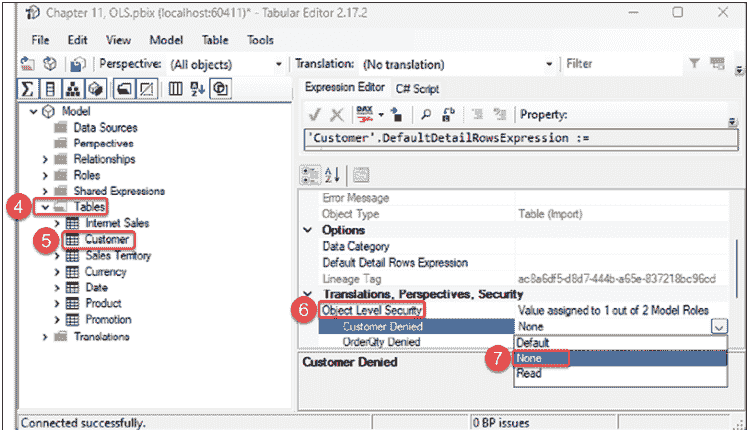 Chapter 11, OLS.pbix (localhost:60411)* - Tabular Editor 2.17.2
File Edit View Model Table Tools
Perspective: (All objects) Translation: (No translation) Filter
Expression Editor C# Script
DAX Property:
'Customer'.DefaultDetailRowsExpression :=
Model
Data Sources
Perspectives
Relationships
Roles
Shared Expressions
4 Tables
Internet Sales
5 Customer
Sales Territory
Currency
Date
Product
Promotion
Translations
Error Message
Object Type Table (Import)
Options
Data Category
Default Detail Rows Expression
Lineage Tag ac8a6df5-d8d7-444b-a65e-837218bc96cd
Translations, Perspectives, Security
6 Object Level Security Value assigned to 1 out of 2 Model Roles
Customer Denied None
OrderQty Denied Default
7 None
Read
Customer Denied
Connected successfully. 0 BP issues